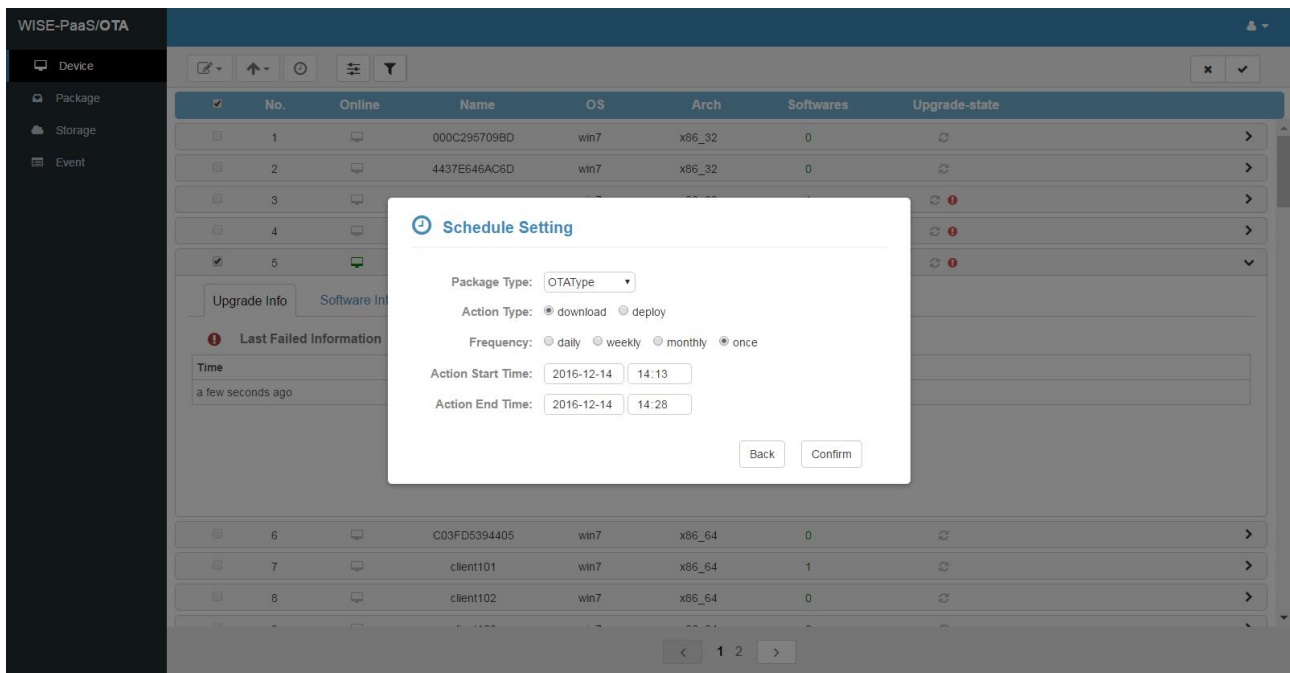 WISE-PaaS/OTA
Device
Package
Storage
Event
No. Online Name OS Arch Softwares Upgrade-state
1 000C295709BD win7 x86_32 0
2 4437E646AC6D win7 x86_32 0
3
4
5
Schedule Setting
Package Type: OTAType
Action Type: download deploy
Frequency: daily weekly monthly once
Action Start Time: 2016-12-14 14:13
Action End Time: 2016-12-14 14:28
Back Confirm
Upgrade Info Software
Last Failed Information
Time
a few seconds ago
6 C03FD5394405 win7 x86_64 0
7 client101 win7 x86_64 1
8 client102 win7 x86_64 0
1 2